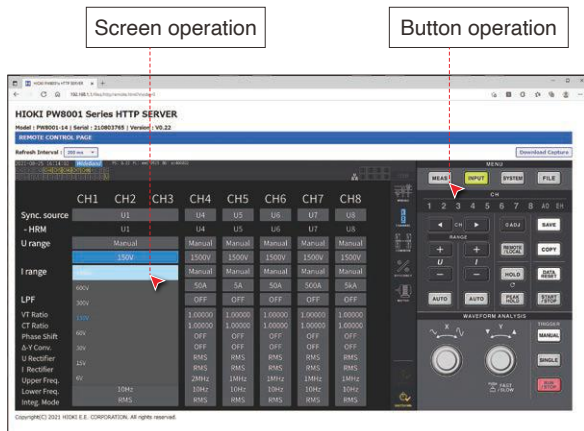 Screen operation
Button operation
HIOKI PW8001 Series HTTP SERVER
Model : PW8001-14 | Serial : 210803765 | Version : V0.22
REMOTE CONTROL PAGE
Refresh Interval : 200 ms
Download Capture
MENU
MEAS INPUT SYSTEM FILE
CH
1 2 3 4 5 6 7 8 AD EH
CH 0ADJ SAVE
RANGE
+ + REMOTE /LOCAL COPY
U I
− − HOLD DATA RESET
AUTO AUTO PEAK HOLD START /STOP
WAVEFORM ANALYSIS
TRIGGER
X Y MANUAL
SINGLE
FAST /SLOW RUN /STOP
CH1 CH2 CH3 CH4 CH5 CH6 CH7 CH8
Sync. source U1 U4 U5 U6 U7 U8
- HRM U1 U4 U5 U6 U7 U8
U range Manual Manual Manual Manual Manual Manual
150V 1500V 1500V 1500V 1500V 1500V
I range Manual Manual Manual Manual Manual
600V 50A 5A 50A 500A 5kA
300V
LPF OFF OFF OFF OFF OFF
VT Ratio 150V 1.00000 1.00000 1.00000 1.00000 1.00000
CT Ratio 1.00000 1.00000 1.00000 1.00000 1.00000
Phase Shift 60V OFF OFF OFF OFF OFF
Δ-Y Conv. 30V OFF OFF OFF OFF OFF
U Rectifier RMS RMS RMS RMS RMS
I Rectifier 15V RMS RMS RMS RMS RMS
Upper Freq. 6V 2MHz 1MHz 1MHz 1MHz 1MHz
Lower Freq. 10Hz 10Hz 10Hz 10Hz 10Hz 10Hz
Integ. Mode RMS RMS RMS RMS RMS RMS
Copyright(C) 2021 HIOKI E.E. CORPORATION. All rights reserved.